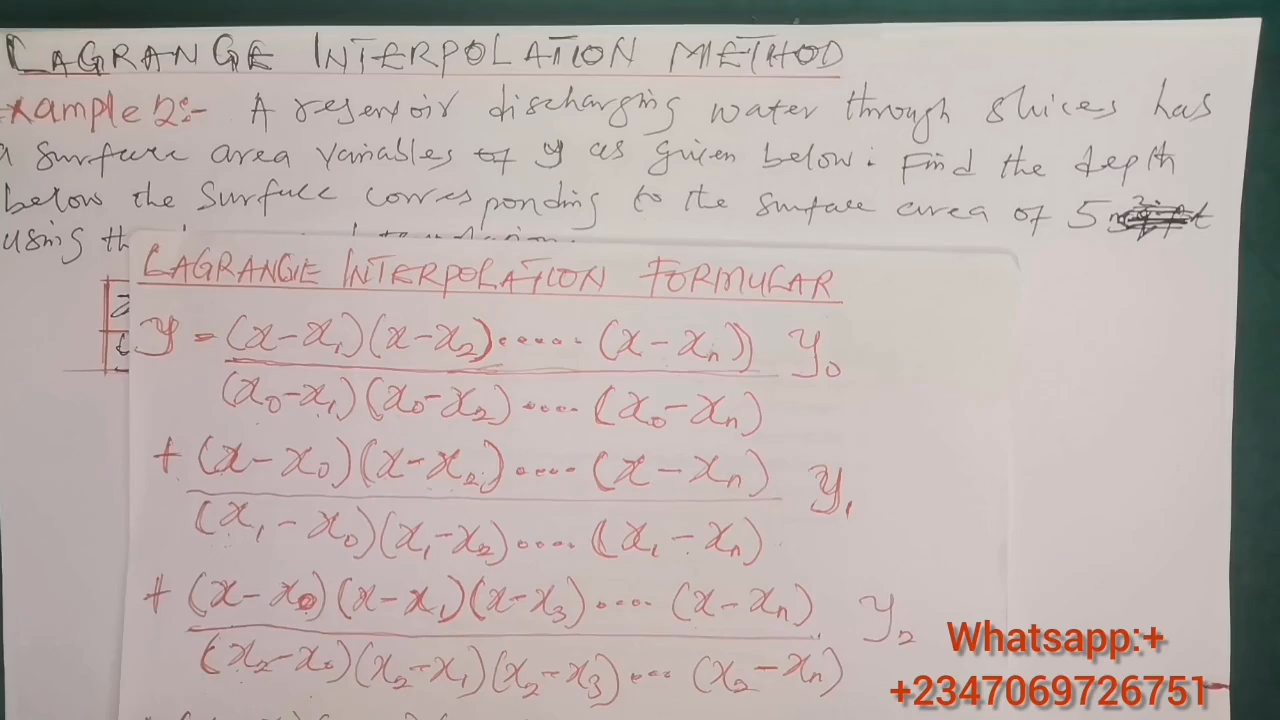 LAGRANGE INTERPOLATION METHOD
xample 2:- A reservoir discharging water through sluices has
a surface area variables of y as given below: Find the depth
below the surface corresponding to the surface area of 5
using th
LAGRANGE INTERPOLATION FORMULAR
y = (x-x₁)(x-x₂)..... (x-xₙ) y₀
(x₀-x₁)(x₀-x₂).... (x₀-xₙ)
+ (x-x₀)(x-x₂).... (x-xₙ) y₁
(x₁-x₀)(x₁-x₂).... (x₁-xₙ)
+ (x-x₀)(x-x₁)(x-x₃).... (x-xₙ) y₂
(x₂-x₀)(x₂-x₁)(x₂-x₃)... (x₂-xₙ)
Whatsapp:+
+2347069726751